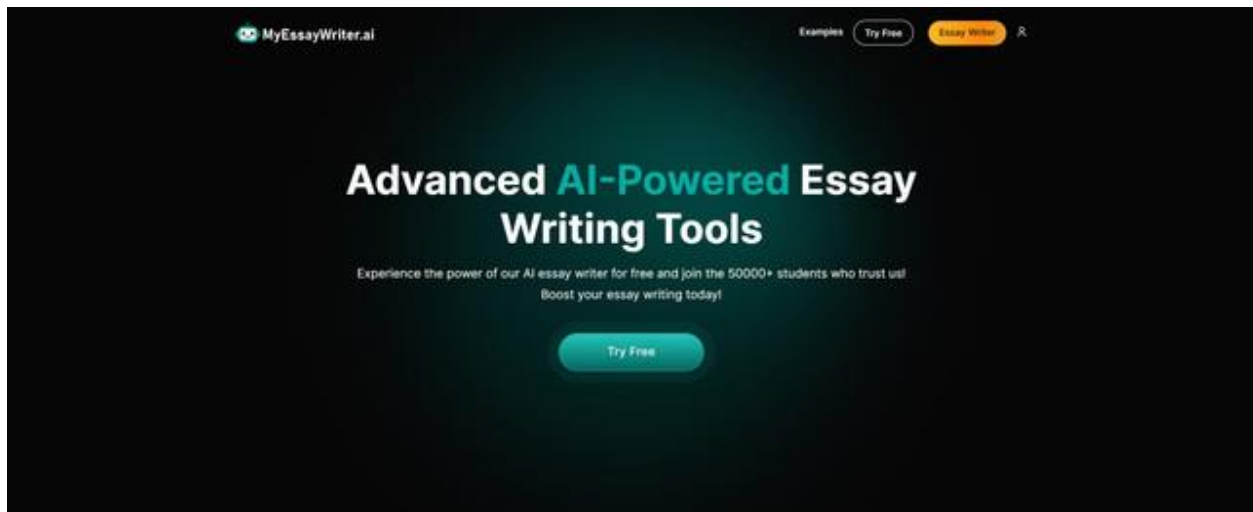 MyEssayWriter.ai
Examples
Try Free
Essay Writer
Advanced AI-Powered Essay
Writing Tools
Experience the power of our AI essay writer for free and join the 50000+ students who trust us!
Boost your essay writing today!
Try Free